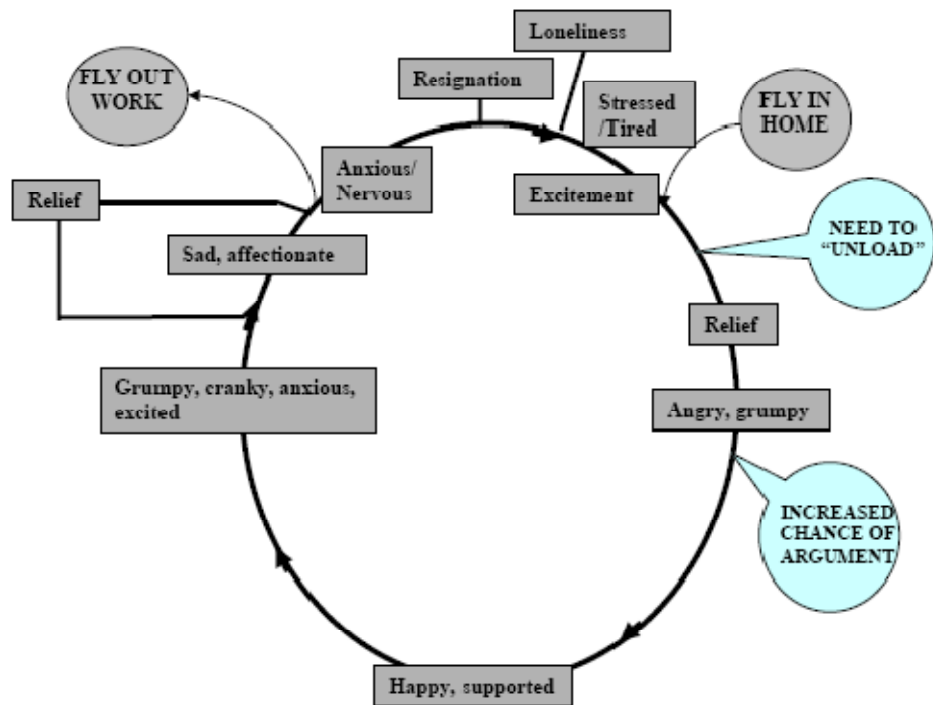 Loneliness
FLY OUT
WORK
Resignation
Stressed
/Tired
FLY IN
HOME
Anxious/
Nervous
Relief
Excitement
Sad, affectionate
NEED TO
“UNLOAD”
Relief
Grumpy, cranky, anxious,
excited
Angry, grumpy
INCREASED
CHANCE OF
ARGUMENT
Happy, supported